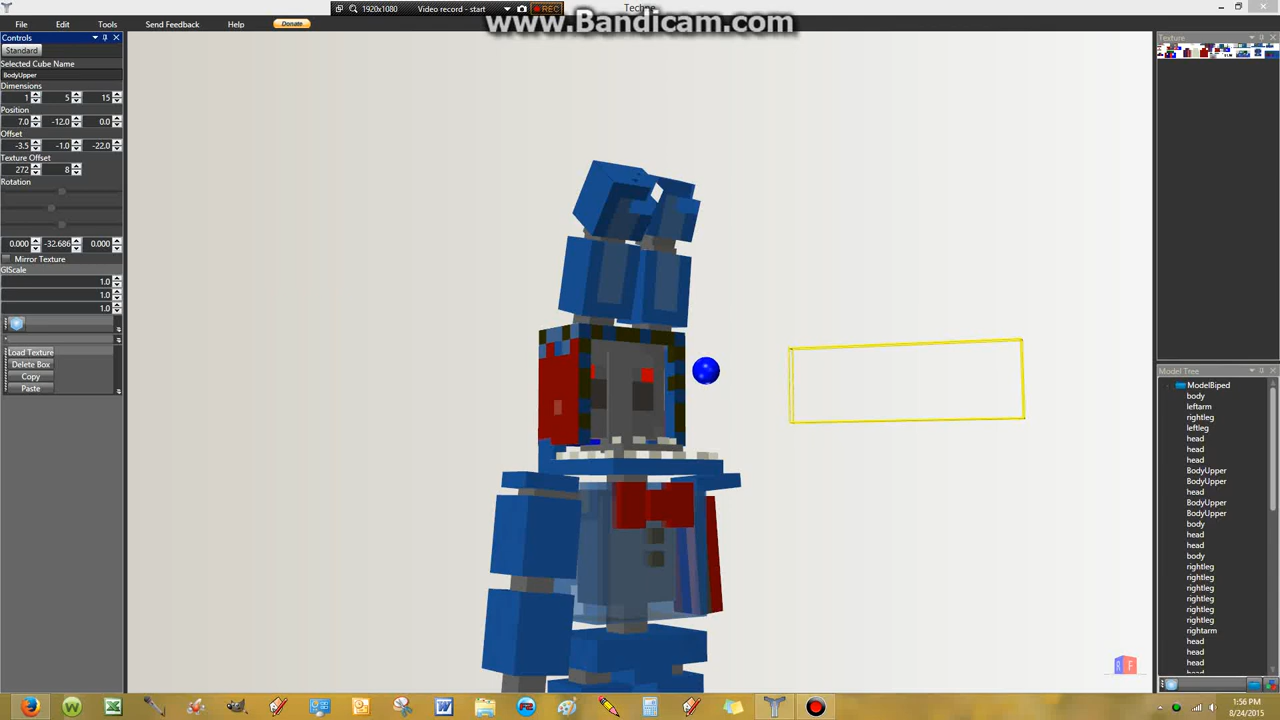 1920x1080 Video record - start REC
Techne
www.Bandicam.com
File Edit Tools Send Feedback Help Donate
Controls
Standard
Selected Cube Name
BodyUpper
Dimensions
1 5 15
Position
7.0 -12.0 0.0
Offset
-3.5 -1.0 -22.0
Texture Offset
272 8
Rotation
0.000 -32.686 0.000
Mirror Texture
GlScale
1.0
1.0
1.0
Load Texture
Delete Box
Copy
Paste
Texture
Model Tree
ModelBiped
body
leftarm
rightleg
leftleg
head
head
head
BodyUpper
BodyUpper
head
BodyUpper
BodyUpper
body
head
head
body
rightleg
rightleg
rightleg
rightleg
rightleg
rightleg
rightarm
head
head
head
head
R F
1:56 PM
8/24/2015